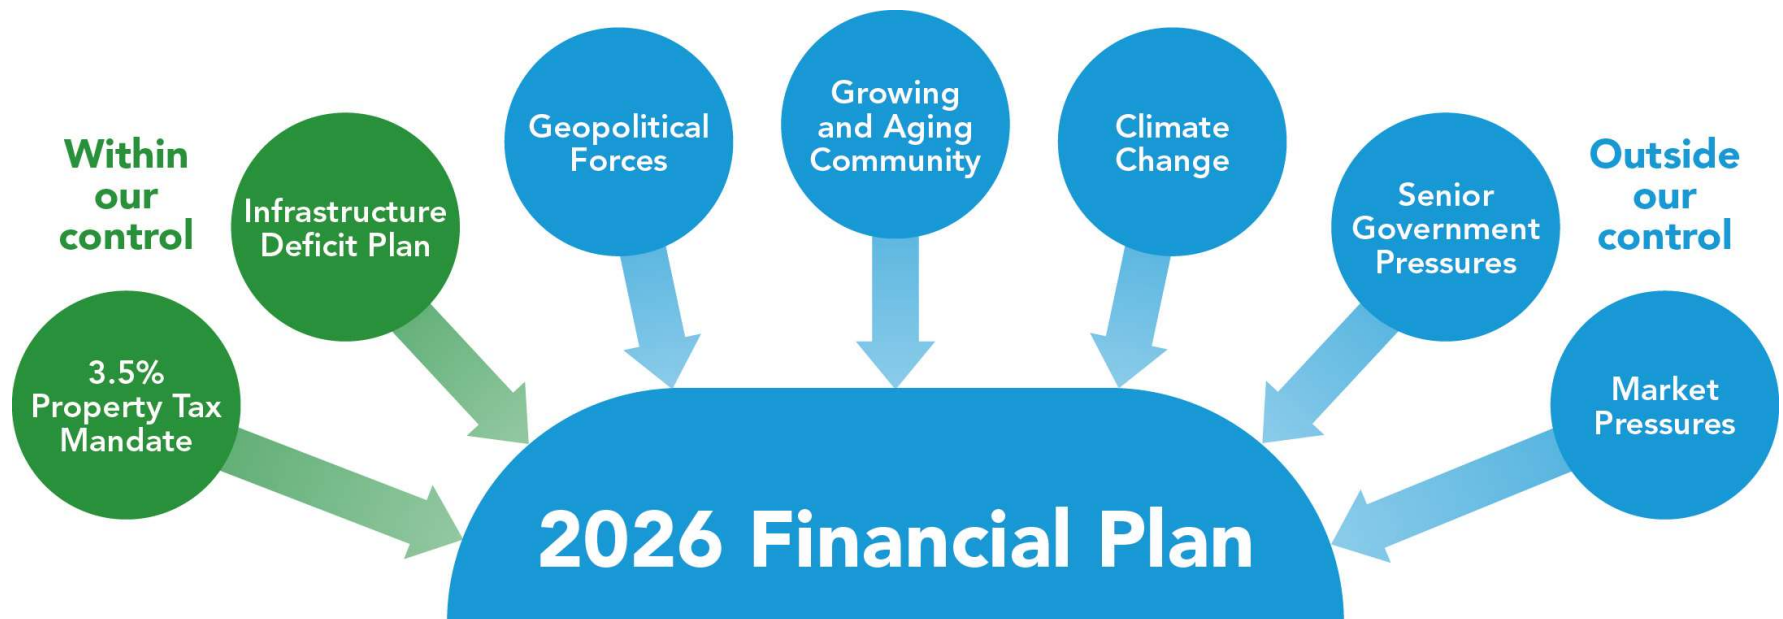 Within
our
control
3.5%
Property Tax
Mandate
Infrastructure
Deficit Plan
Geopolitical
Forces
Growing
and Aging
Community
Climate
Change
Senior
Government
Pressures
Outside
our
control
Market
Pressures
2026 Financial Plan